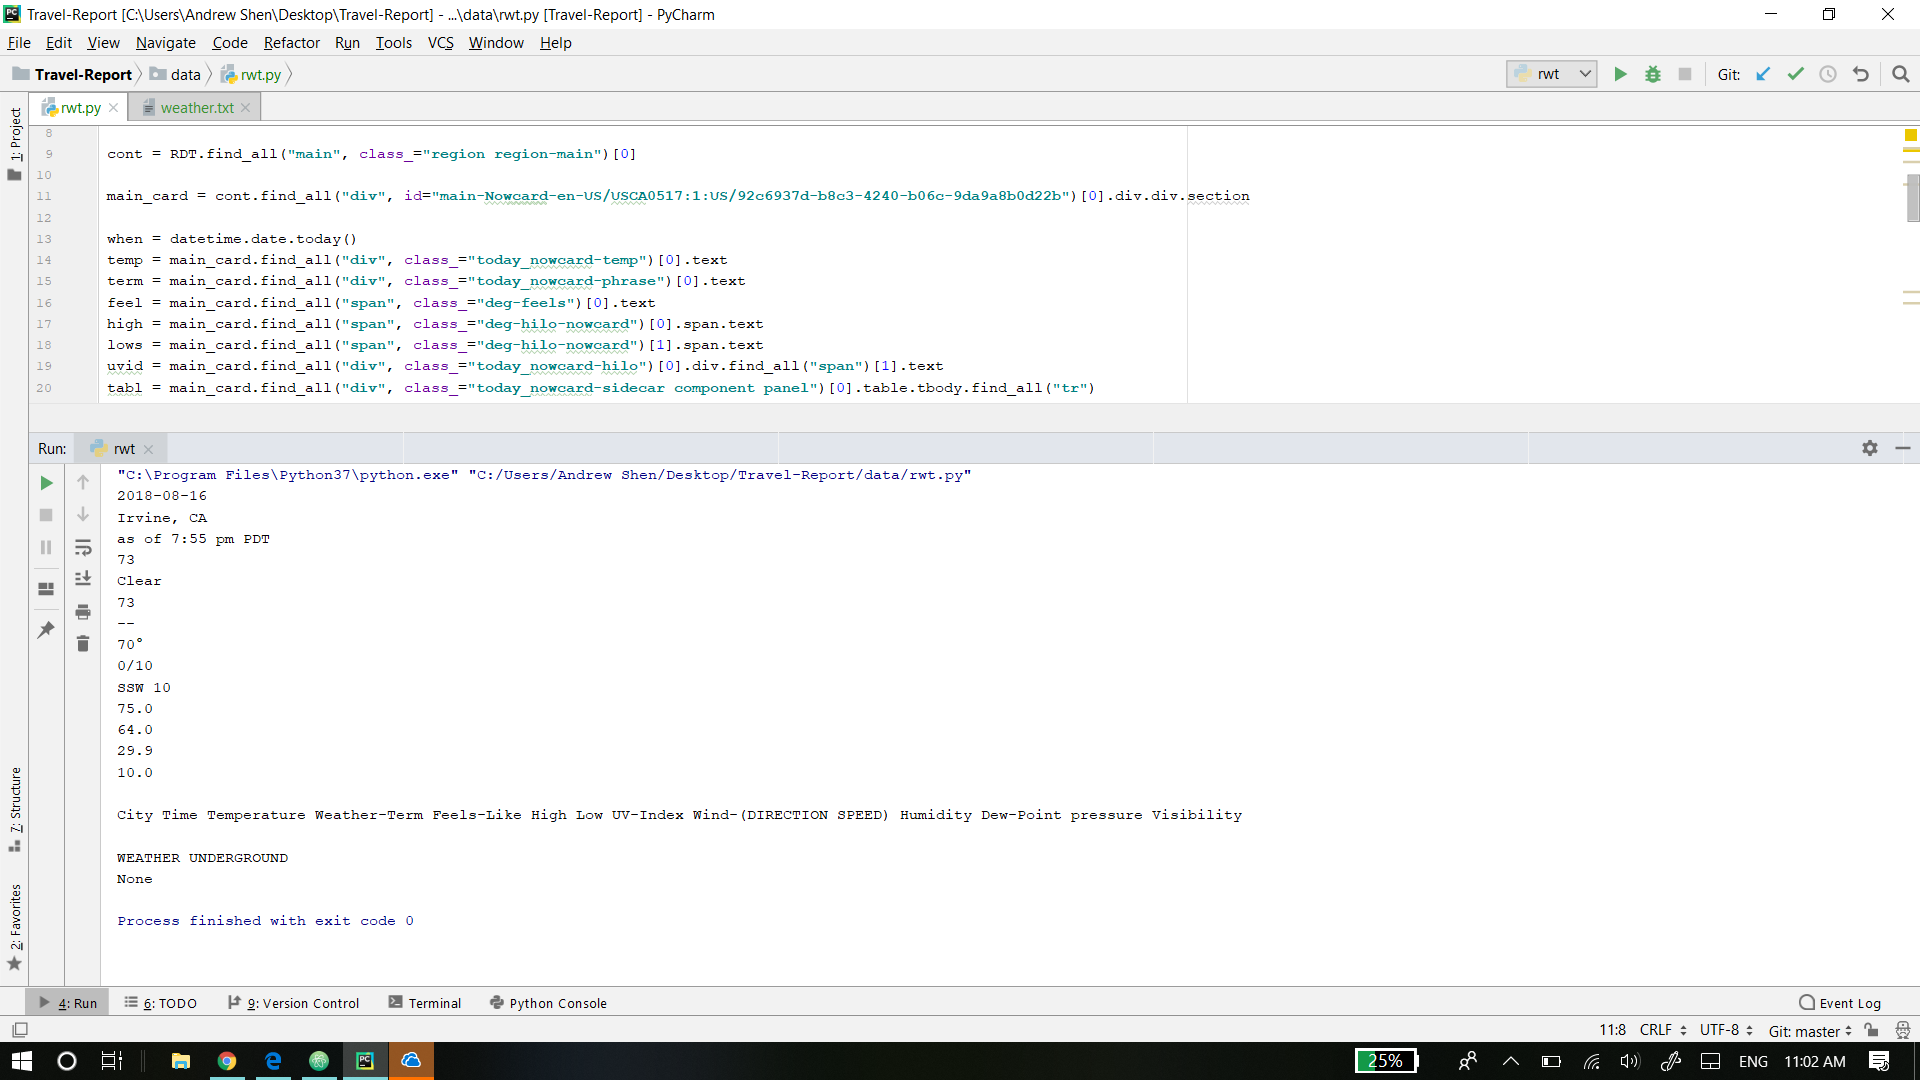 Travel-Report [C:\Users\Andrew Shen\Desktop\Travel-Report] - ...\data\rwt.py [Travel-Report] - PyCharm
File Edit View Navigate Code Refactor Run Tools VCS Window Help
Travel-Report data rwt.py rwt Git:
rwt.py weather.txt
1: Project
8
9 cont = RDT.find_all("main", class_="region region-main")[0]
10
11 main_card = cont.find_all("div", id="main-Nowcard-en-US/USCA0517:1:US/92c6937d-b8c3-4240-b06c-9da9a8b0d22b")[0].div.div.section
12
13 when = datetime.date.today()
14 temp = main_card.find_all("div", class_="today_nowcard-temp")[0].text
15 term = main_card.find_all("div", class_="today_nowcard-phrase")[0].text
16 feel = main_card.find_all("span", class_="deg-feels")[0].text
17 high = main_card.find_all("span", class_="deg-hilo-nowcard")[0].span.text
18 lows = main_card.find_all("span", class_="deg-hilo-nowcard")[1].span.text
19 uvid = main_card.find_all("div", class_="today_nowcard-hilo")[0].div.find_all("span")[1].text
20 tabl = main_card.find_all("div", class_="today_nowcard-sidecar component panel")[0].table.tbody.find_all("tr")
Run: rwt
"C:\Program Files\Python37\python.exe" "C:/Users/Andrew Shen/Desktop/Travel-Report/data/rwt.py"
2018-08-16
Irvine, CA
as of 7:55 pm PDT
73
Clear
73
--
70°
0/10
SSW 10
75.0
64.0
29.9
10.0
City Time Temperature Weather-Term Feels-Like High Low UV-Index Wind-(DIRECTION SPEED) Humidity Dew-Point pressure Visibility
WEATHER UNDERGROUND
None
Process finished with exit code 0
7: Structure
2: Favorites
4: Run 6: TODO 9: Version Control Terminal Python Console Event Log
11:8 CRLF UTF-8 Git: master
25% ENG 11:02 AM